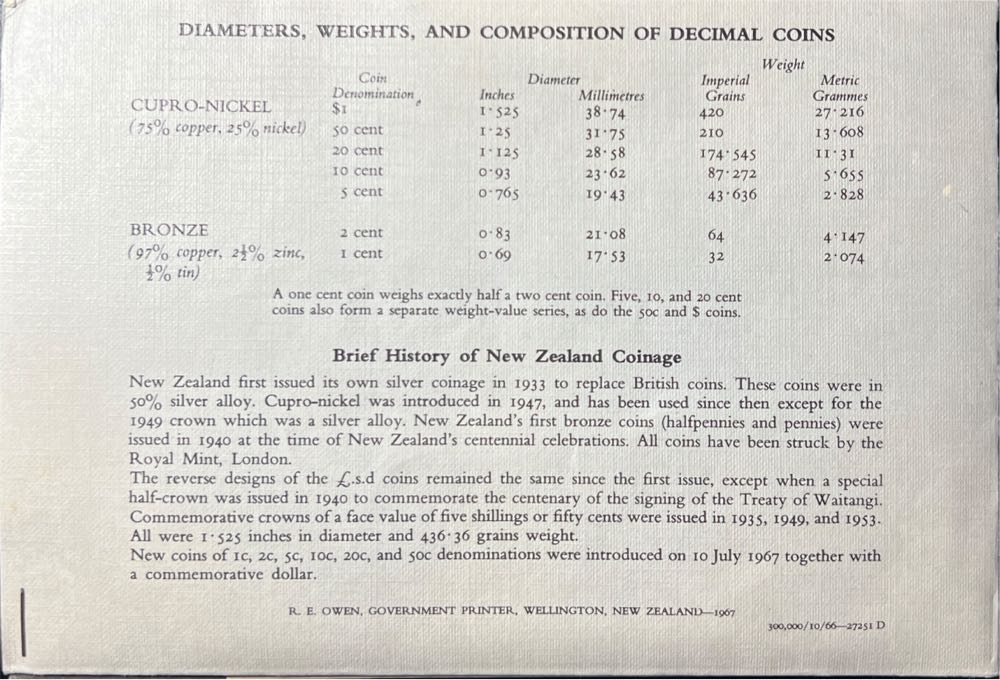 DIAMETERS, WEIGHTS, AND COMPOSITION OF DECIMAL COINS
Weight
Coin Diameter Imperial Metric
Denomination Inches Millimetres Grains Grammes
CUPRO-NICKEL $1 1·525 38·74 420 27·216
(75% copper, 25% nickel) 50 cent 1·25 31·75 210 13·608
20 cent 1·125 28·58 174·545 11·31
10 cent 0·93 23·62 87·272 5·655
5 cent 0·765 19·43 43·636 2·828
BRONZE 2 cent 0·83 21·08 64 4·147
(97% copper, 2½% zinc, 1 cent 0·69 17·53 32 2·074
½% tin)
A one cent coin weighs exactly half a two cent coin. Five, 10, and 20 cent
coins also form a separate weight-value series, as do the 50c and $ coins.
Brief History of New Zealand Coinage
New Zealand first issued its own silver coinage in 1933 to replace British coins. These coins were in
50% silver alloy. Cupro-nickel was introduced in 1947, and has been used since then except for the
1949 crown which was a silver alloy. New Zealand's first bronze coins (halfpennies and pennies) were
issued in 1940 at the time of New Zealand's centennial celebrations. All coins have been struck by the
Royal Mint, London.
The reverse designs of the £.s.d coins remained the same since the first issue, except when a special
half-crown was issued in 1940 to commemorate the centenary of the signing of the Treaty of Waitangi.
Commemorative crowns of a face value of five shillings or fifty cents were issued in 1935, 1949, and 1953.
All were 1·525 inches in diameter and 436·36 grains weight.
New coins of 1c, 2c, 5c, 10c, 20c, and 50c denominations were introduced on 10 July 1967 together with
a commemorative dollar.
R. E. OWEN, GOVERNMENT PRINTER, WELLINGTON, NEW ZEALAND—1967
300,000/10/66—27251 D